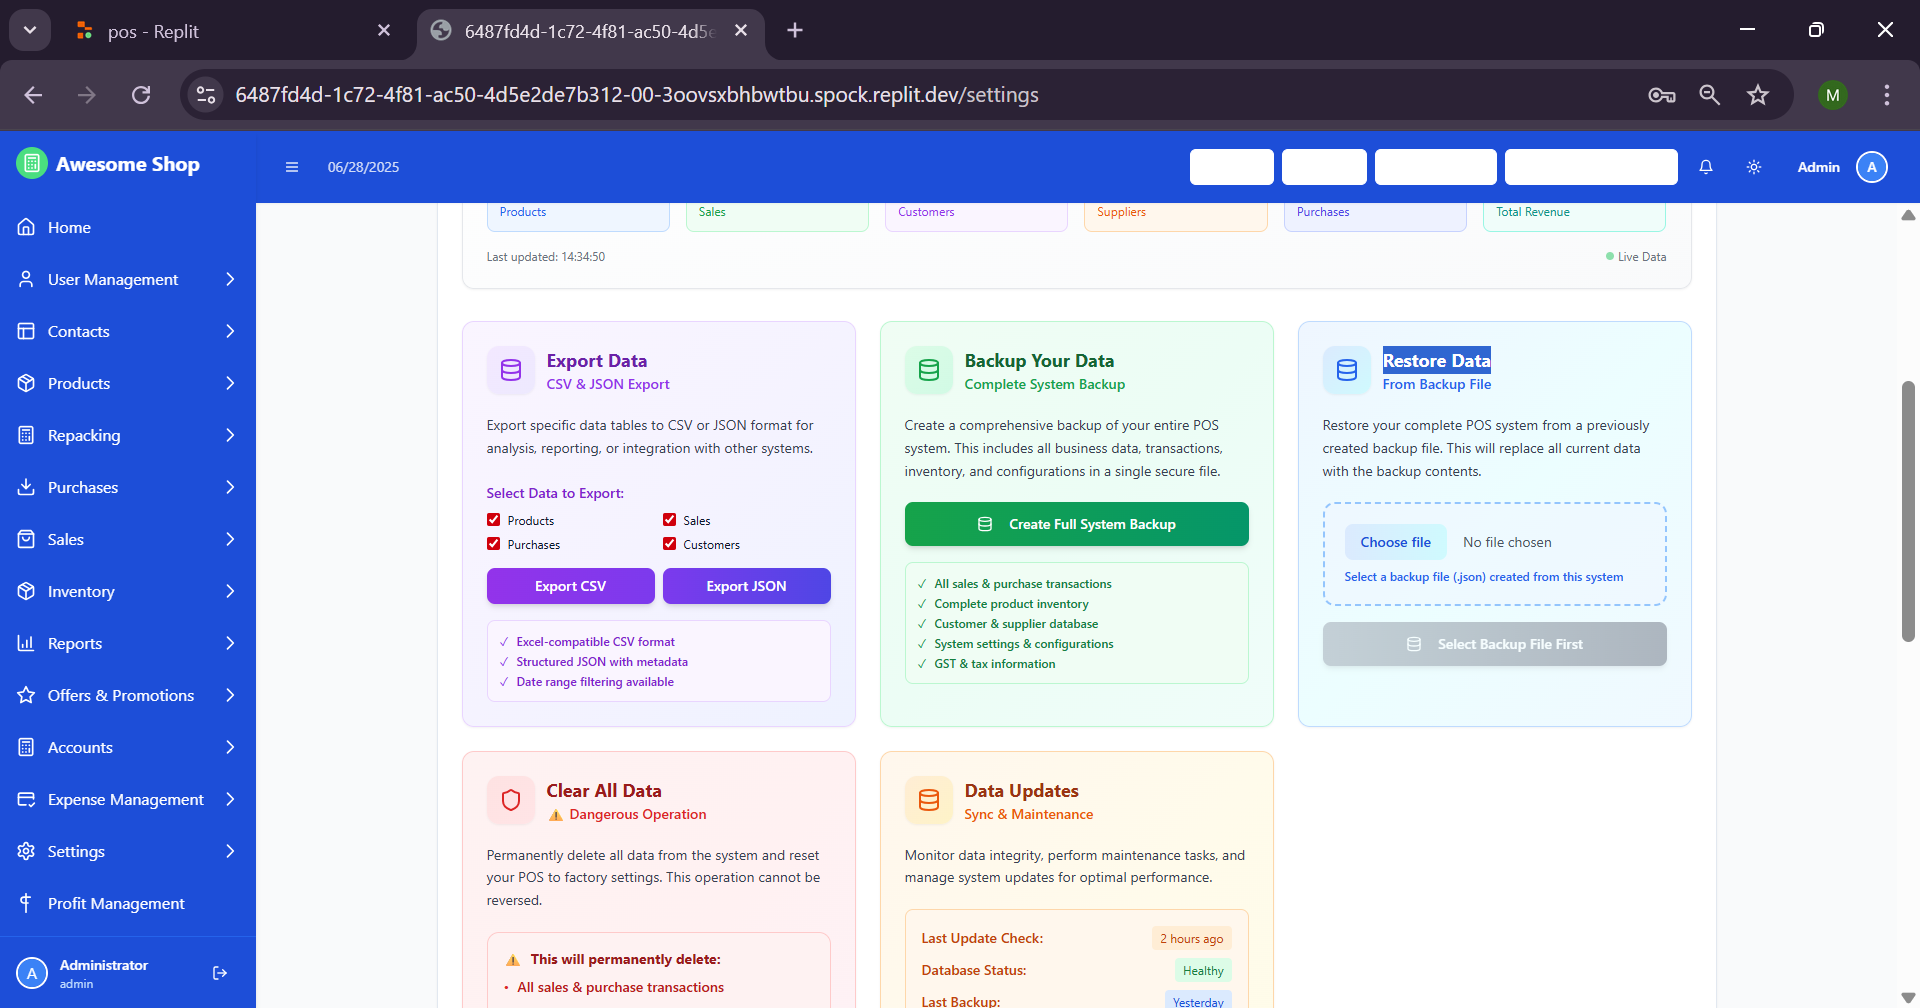 pos - Replit
6487fd4d-1c72-4f81-ac50-4d5e
6487fd4d-1c72-4f81-ac50-4d5e2de7b312-00-3oovsxbhbwtbu.spock.replit.dev/settings
M
Awesome Shop
06/28/2025
Admin
A
Home
User Management
Contacts
Products
Repacking
Purchases
Sales
Inventory
Reports
Offers & Promotions
Accounts
Expense Management
Settings
Profit Management
A
Administrator
admin
Products
Sales
Customers
Suppliers
Purchases
Total Revenue
Last updated: 14:34:50
Live Data
Export Data
CSV & JSON Export
Export specific data tables to CSV or JSON format for
analysis, reporting, or integration with other systems.
Select Data to Export:
Products
Sales
Purchases
Customers
Export CSV
Export JSON
✓ Excel-compatible CSV format
✓ Structured JSON with metadata
✓ Date range filtering available
Backup Your Data
Complete System Backup
Create a comprehensive backup of your entire POS
system. This includes all business data, transactions,
inventory, and configurations in a single secure file.
Create Full System Backup
✓ All sales & purchase transactions
✓ Complete product inventory
✓ Customer & supplier database
✓ System settings & configurations
✓ GST & tax information
Restore Data
From Backup File
Restore your complete POS system from a previously
created backup file. This will replace all current data
with the backup contents.
Choose file
No file chosen
Select a backup file (.json) created from this system
Select Backup File First
Clear All Data
⚠️ Dangerous Operation
Permanently delete all data from the system and reset
your POS to factory settings. This operation cannot be
reversed.
⚠️ This will permanently delete:
• All sales & purchase transactions
Data Updates
Sync & Maintenance
Monitor data integrity, perform maintenance tasks, and
manage system updates for optimal performance.
Last Update Check:
2 hours ago
Database Status:
Healthy
Last Backup:
Yesterday